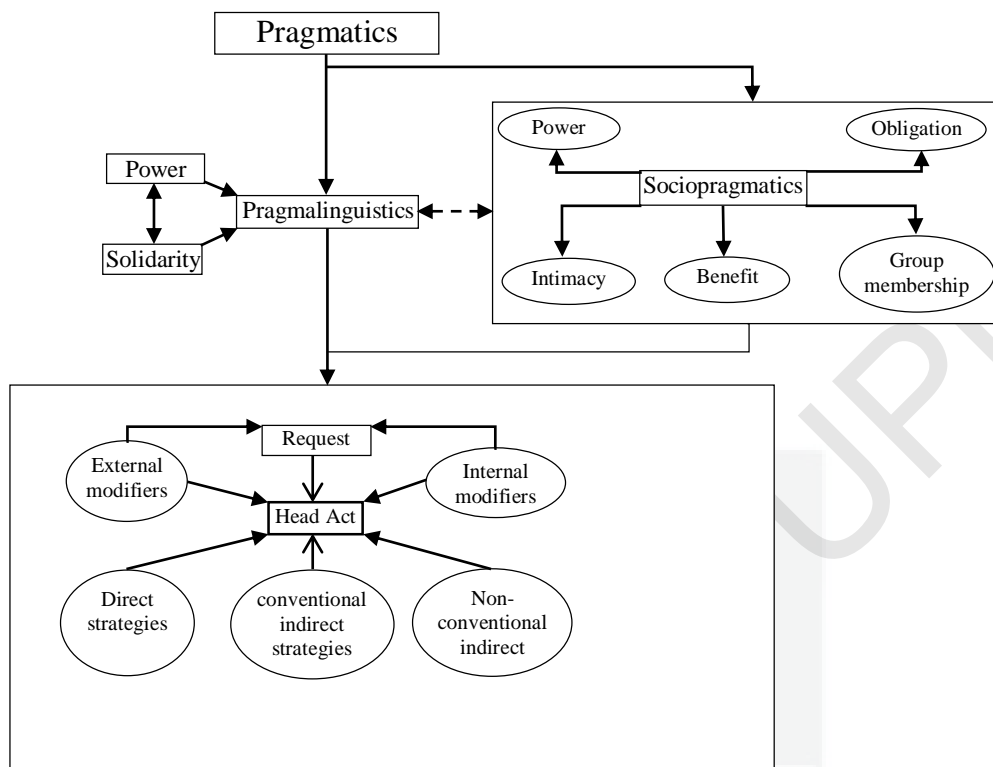 Pragmatics
Power
Obligation
Sociopragmatics
Intimacy
Benefit
Group
membership
Power
Pragmalinguistics
Solidarity
Request
External
modifiers
Internal
modifiers
Head Act
Direct
strategies
conventional
indirect
strategies
Non-
conventional
indirect
UP